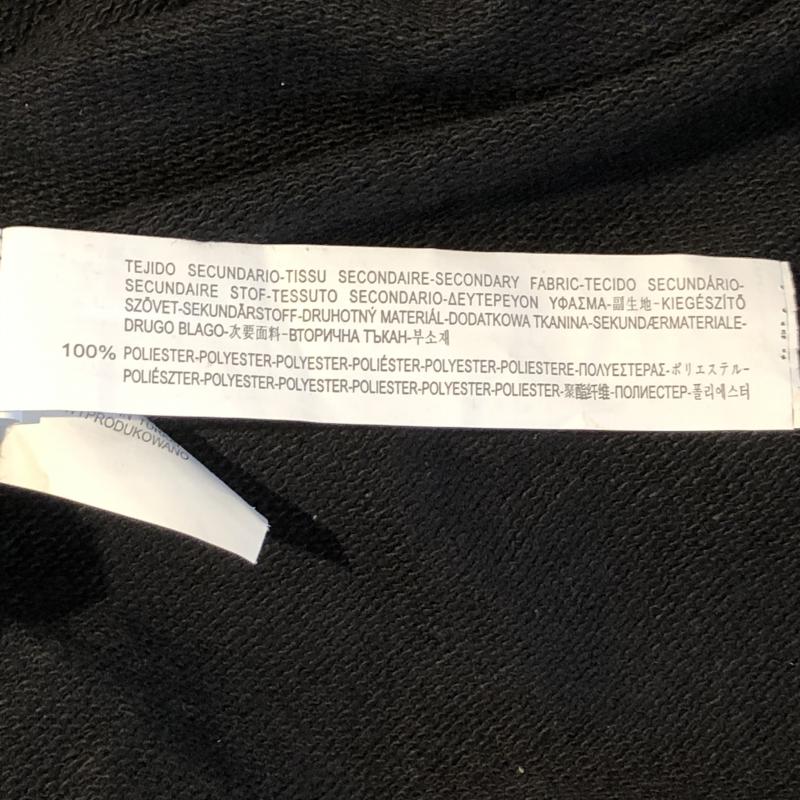 TEJIDO SECUNDARIO-TISSU SECONDAIRE-SECONDARY FABRIC-TECIDO SECUNDÁRIO-
SECUNDAIRE STOF-TESSUTO SECONDARIO-ΔΕΥΤΕΡΕΥΟΝ ΥΦΑΣΜΑ-副生地-KIEGÉSZÍTŐ
SZÖVET-SEKUNDÄRSTOFF-DRUHOTNÝ MATERIÁL-DODATKOWA TKANINA-SEKUNDÆRMATERIALE-
DRUGO BLAGO-次要面料-ВТОРИЧНА ТЪКАН-부소재
100% POLIESTER-POLYESTER-POLYESTER-POLIÉSTER-POLYESTER-POLIESTERE-ΠΟΛΥΕΣΤΕΡΑΣ-ポリエステル-
POLIÉSZTER-POLYESTER-POLYESTER-POLIESTER-POLYESTER-POLIESTER-聚酯纤维-ПОЛИЕСТЕР-폴리에스터
PRODUKOWANO